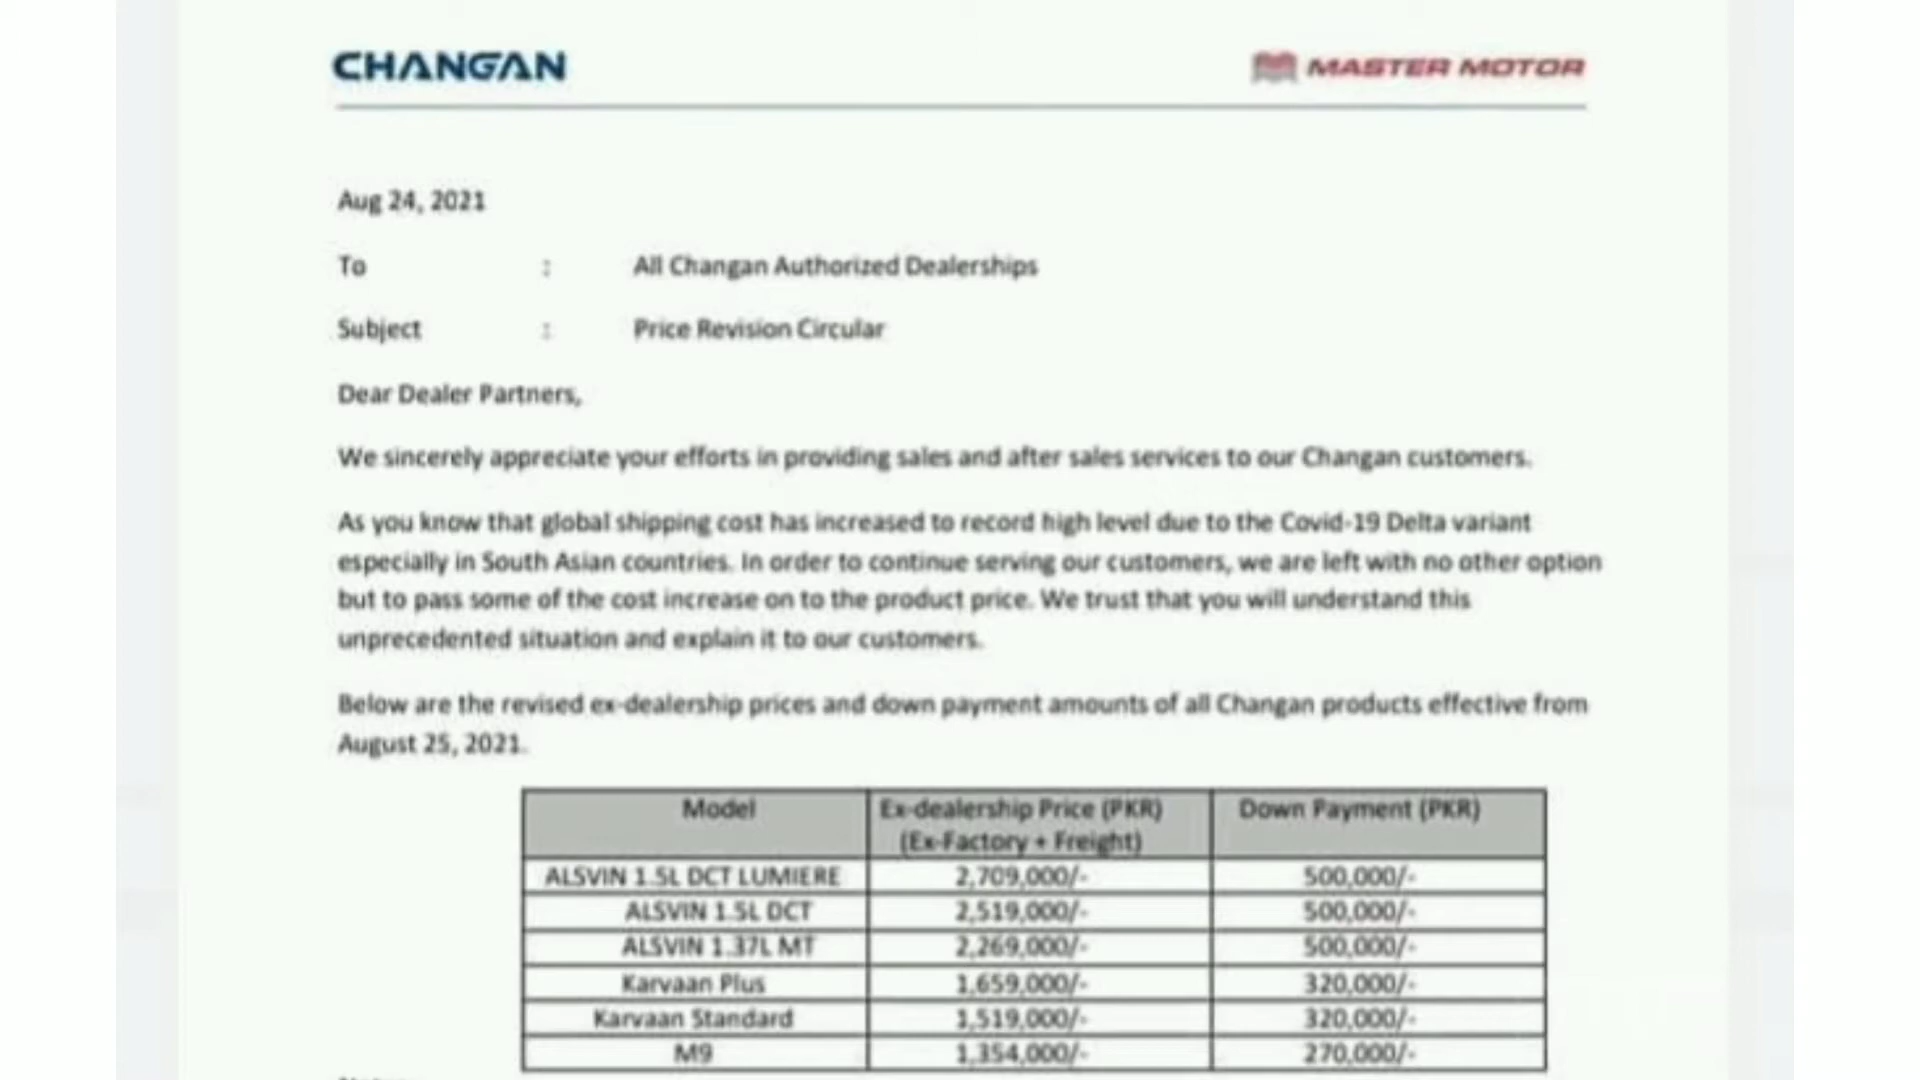 CHANGAN MASTER MOTOR
Aug 24, 2021
To : All Changan Authorized Dealerships
Subject : Price Revision Circular
Dear Dealer Partners,
We sincerely appreciate your efforts in providing sales and after sales services to our Changan customers.
As you know that global shipping cost has increased to record high level due to the Covid-19 Delta variant
especially in South Asian countries. In order to continue serving our customers, we are left with no other option
but to pass some of the cost increase on to the product price. We trust that you will understand this
unprecedented situation and explain it to our customers.
Below are the revised ex-dealership prices and down payment amounts of all Changan products effective from
August 25, 2021.
Model Ex-dealership Price (PKR) Down Payment (PKR)
(Ex-Factory + Freight)
ALSVIN 1.5L DCT LUMIERE 2,709,000/- 500,000/-
ALSVIN 1.5L DCT 2,519,000/- 500,000/-
ALSVIN 1.37L MT 2,269,000/- 500,000/-
Karvaan Plus 1,659,000/- 320,000/-
Karvaan Standard 1,519,000/- 320,000/-
M9 1,354,000/- 270,000/-